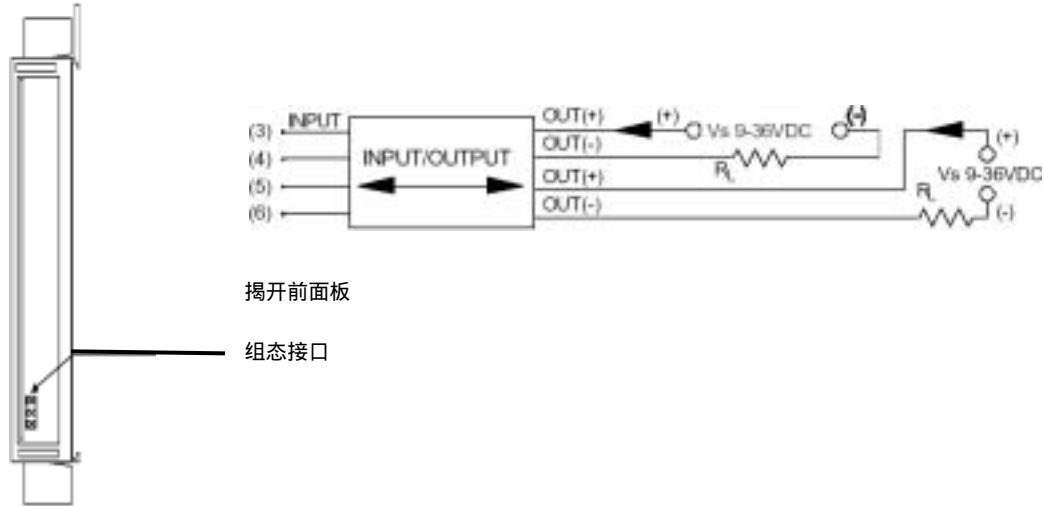 (3) INPUT OUT(+) (+) Vs 9-36VDC (-)
(4) INPUT/OUTPUT OUT(-) RL (+)
(5) OUT(+) RL Vs 9-36VDC
(6) OUT(-) (-)
揭开前面板
组态接口